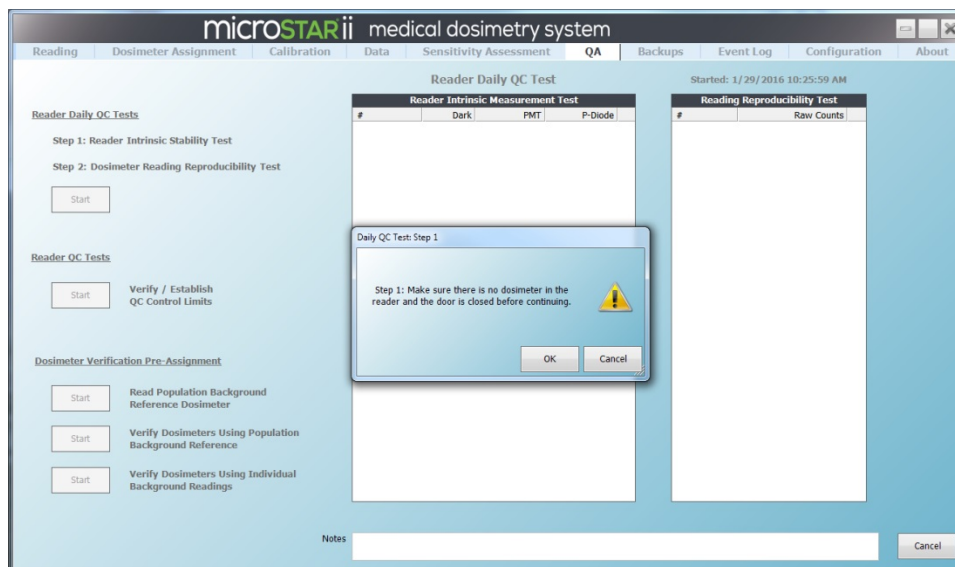 microSTARii medical dosimetry system
Reading Dosimeter Assignment Calibration Data Sensitivity Assessment QA Backups Event Log Configuration About
Reader Daily QC Test Started: 1/29/2016 10:25:59 AM
Reader Daily QC Tests
Step 1: Reader Intrinsic Stability Test
Step 2: Dosimeter Reading Reproducibility Test
Start
Reader QC Tests
Start
Verify / Establish
QC Control Limits
Dosimeter Verification Pre-Assignment
Start
Read Population Background
Reference Dosimeter
Start
Verify Dosimeters Using Population
Background Reference
Start
Verify Dosimeters Using Individual
Background Readings
Reader Intrinsic Measurement Test
# Dark PMT P-Diode
Reading Reproducibility Test
# Raw Counts
Daily QC Test: Step 1
Step 1: Make sure there is no dosimeter in the
reader and the door is closed before continuing.
OK Cancel
Notes
Cancel